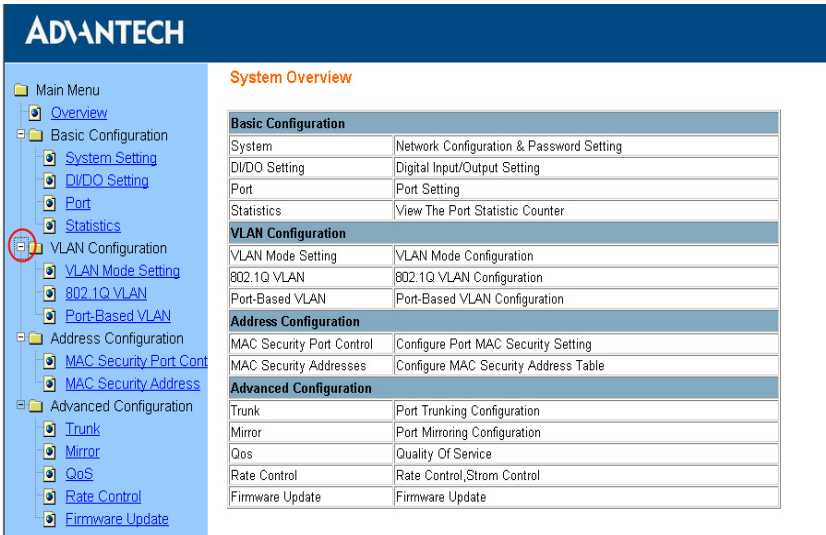 ADVANTECH
Main Menu
Overview
Basic Configuration
System Setting
DI/DO Setting
Port
Statistics
VLAN Configuration
VLAN Mode Setting
802.1Q VLAN
Port-Based VLAN
Address Configuration
MAC Security Port Cont
MAC Security Address
Advanced Configuration
Trunk
Mirror
QoS
Rate Control
Firmware Update
System Overview
Basic Configuration
System Network Configuration & Password Setting
DI/DO Setting Digital Input/Output Setting
Port Port Setting
Statistics View The Port Statistic Counter
VLAN Configuration
VLAN Mode Setting VLAN Mode Configuration
802.1Q VLAN 802.1Q VLAN Configuration
Port-Based VLAN Port-Based VLAN Configuration
Address Configuration
MAC Security Port Control Configure Port MAC Security Setting
MAC Security Addresses Configure MAC Security Address Table
Advanced Configuration
Trunk Port Trunking Configuration
Mirror Port Mirroring Configuration
Qos Quality Of Service
Rate Control Rate Control,Strom Control
Firmware Update Firmware Update